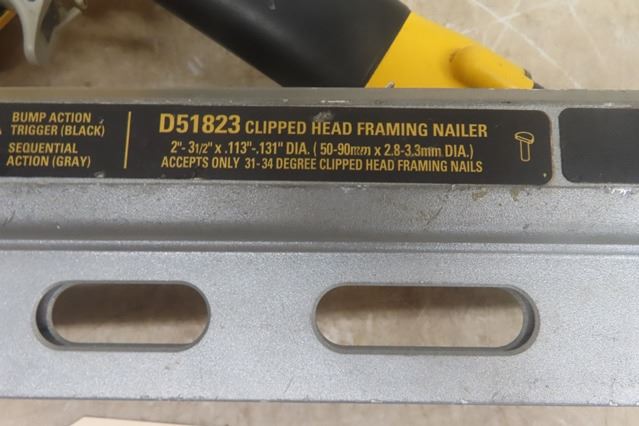 BUMP ACTION
TRIGGER (BLACK)
SEQUENTIAL
ACTION (GRAY)
D51823 CLIPPED HEAD FRAMING NAILER
2"- 31/2" x .113"-.131" DIA. ( 50-90mm x 2.8-3.3mm DIA.)
ACCEPTS ONLY 31-34 DEGREE CLIPPED HEAD FRAMING NAILS